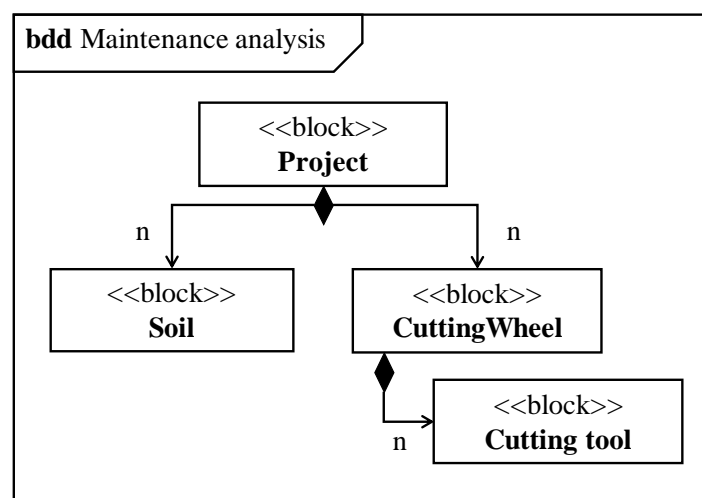 bdd Maintenance analysis
<<block>>
Project
n
n
<<block>>
Soil
<<block>>
CuttingWheel
<<block>>
Cutting tool
n